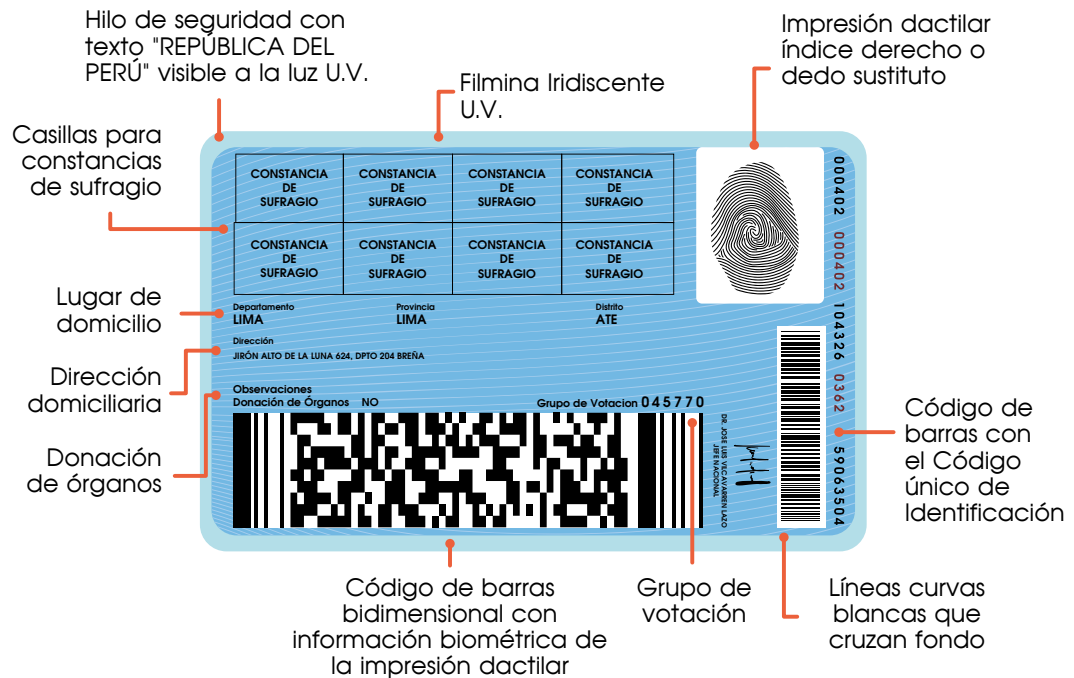 Hilo de seguridad con
texto "REPÚBLICA DEL
PERÚ" visible a la luz U.V.
Filmina Iridiscente
U.V.
Impresión dactilar
índice derecho o
dedo sustituto
Casillas para
constancias
de sufragio
CONSTANCIA
DE
SUFRAGIO
CONSTANCIA
DE
SUFRAGIO
CONSTANCIA
DE
SUFRAGIO
CONSTANCIA
DE
SUFRAGIO
CONSTANCIA
DE
SUFRAGIO
CONSTANCIA
DE
SUFRAGIO
CONSTANCIA
DE
SUFRAGIO
CONSTANCIA
DE
SUFRAGIO
000402 000402 104326 0362 59063504
Lugar de
domicilio
Departamento
LIMA
Provincia
LIMA
Distrito
ATE
Dirección
JIRÓN ALTO DE LA LUNA 624, DPTO 204 BREÑA
Dirección
domiciliaria
Observaciones
Donación de Órganos NO
Grupo de Votacion 045770
Donación
de órganos
DR. JOSE LUIS VILCAVARREN LAZO
JEFE NACIONAL
Código de
barras con
el Código
único de
Identificación
Código de barras
bidimensional con
información biométrica de
la impresión dactilar
Grupo de
votación
Líneas curvas
blancas que
cruzan fondo